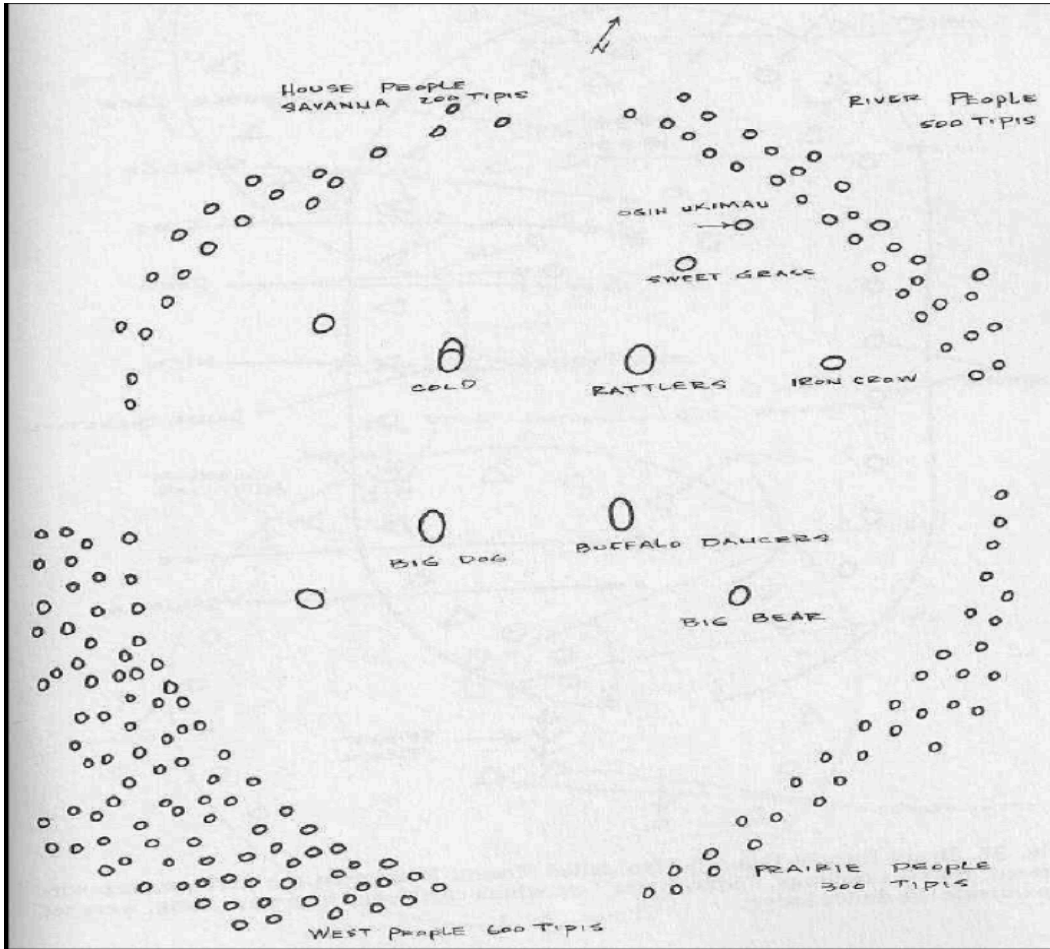 N
HOUSE PEOPLE
SAVANNA 200 TIPIS
RIVER PEOPLE
500 TIPIS
OGIN UKIMAU
SWEET GRASS
COLD
RATTLERS
IRON CROW
BIG DOG
BUFFALO DANCERS
BIG BEAR
PRAIRIE PEOPLE
300 TIPIS
WEST PEOPLE 600 TIPIS